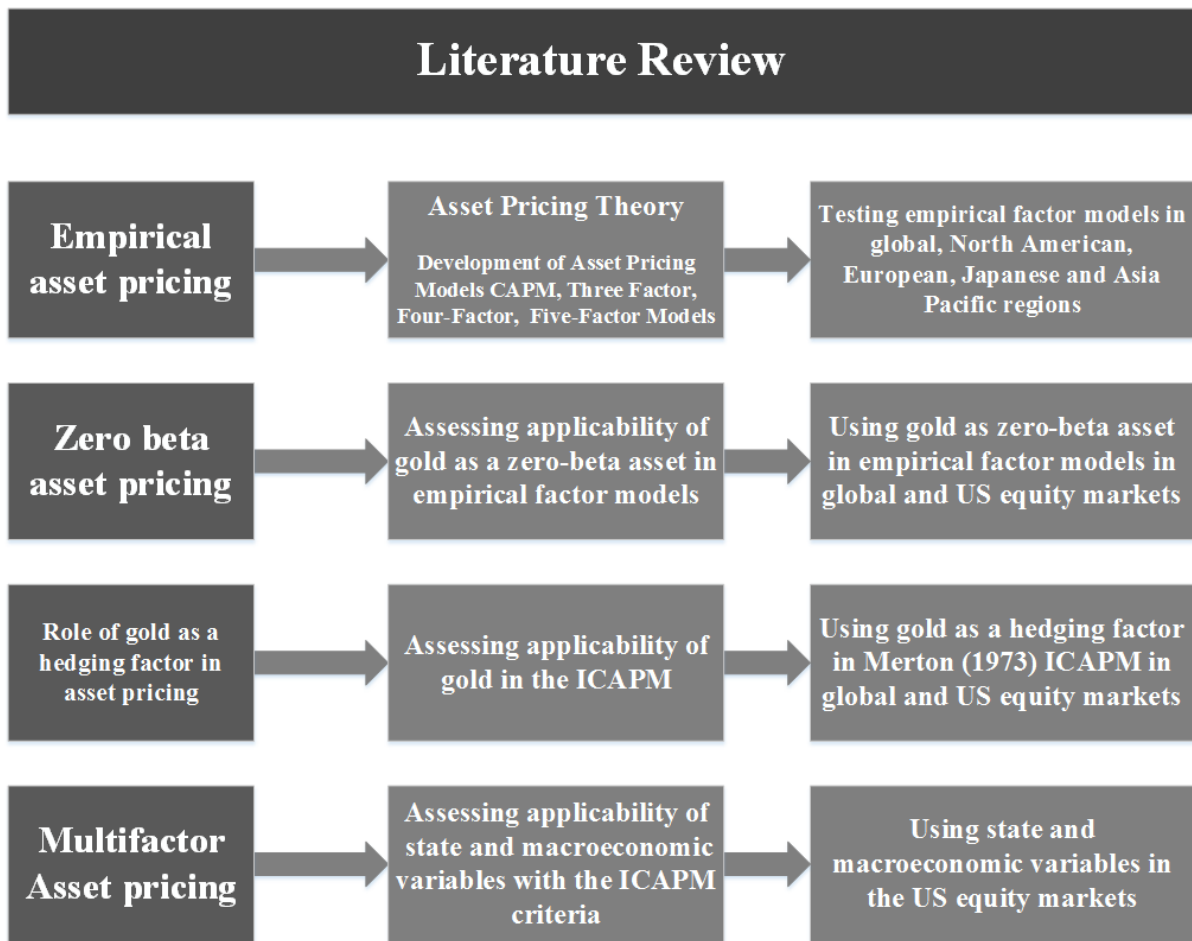 Literature Review
Empirical
asset pricing
Asset Pricing Theory
Development of Asset Pricing
Models CAPM, Three Factor,
Four-Factor, Five-Factor Models
Testing empirical factor models in
global, North American,
European, Japanese and Asia
Pacific regions
Zero beta
asset pricing
Assessing applicability of
gold as a zero-beta asset in
empirical factor models
Using gold as zero-beta asset
in empirical factor models in
global and US equity markets
Role of gold as a
hedging factor in
asset pricing
Assessing applicability of
gold in the ICAPM
Using gold as a hedging factor
in Merton (1973) ICAPM in
global and US equity markets
Multifactor
Asset pricing
Assessing applicability of
state and macroeconomic
variables with the ICAPM
criteria
Using state and
macroeconomic variables in
the US equity markets